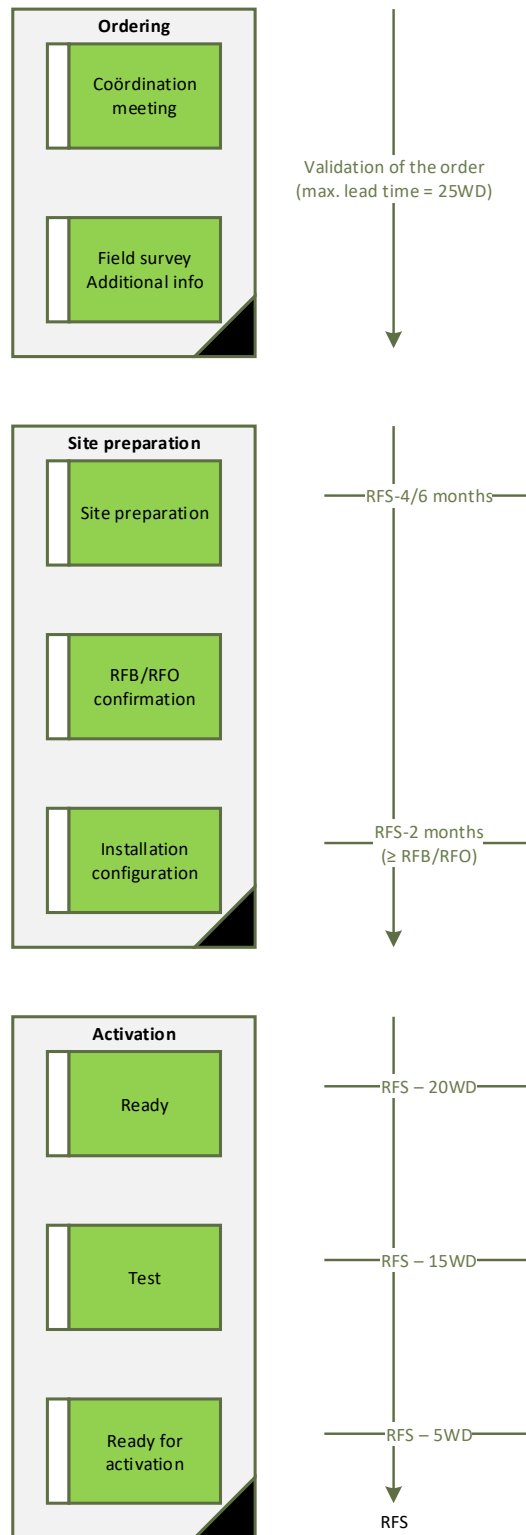 Ordering
Coördination
meeting
Validation of the order
(max. lead time = 25WD)
Field survey
Additional info
Site preparation
Site preparation
RFS-4/6 months
RFB/RFO
confirmation
Installation
configuration
RFS-2 months
(≥ RFB/RFO)
Activation
Ready
RFS – 20WD
Test
RFS – 15WD
Ready for
activation
RFS – 5WD
RFS